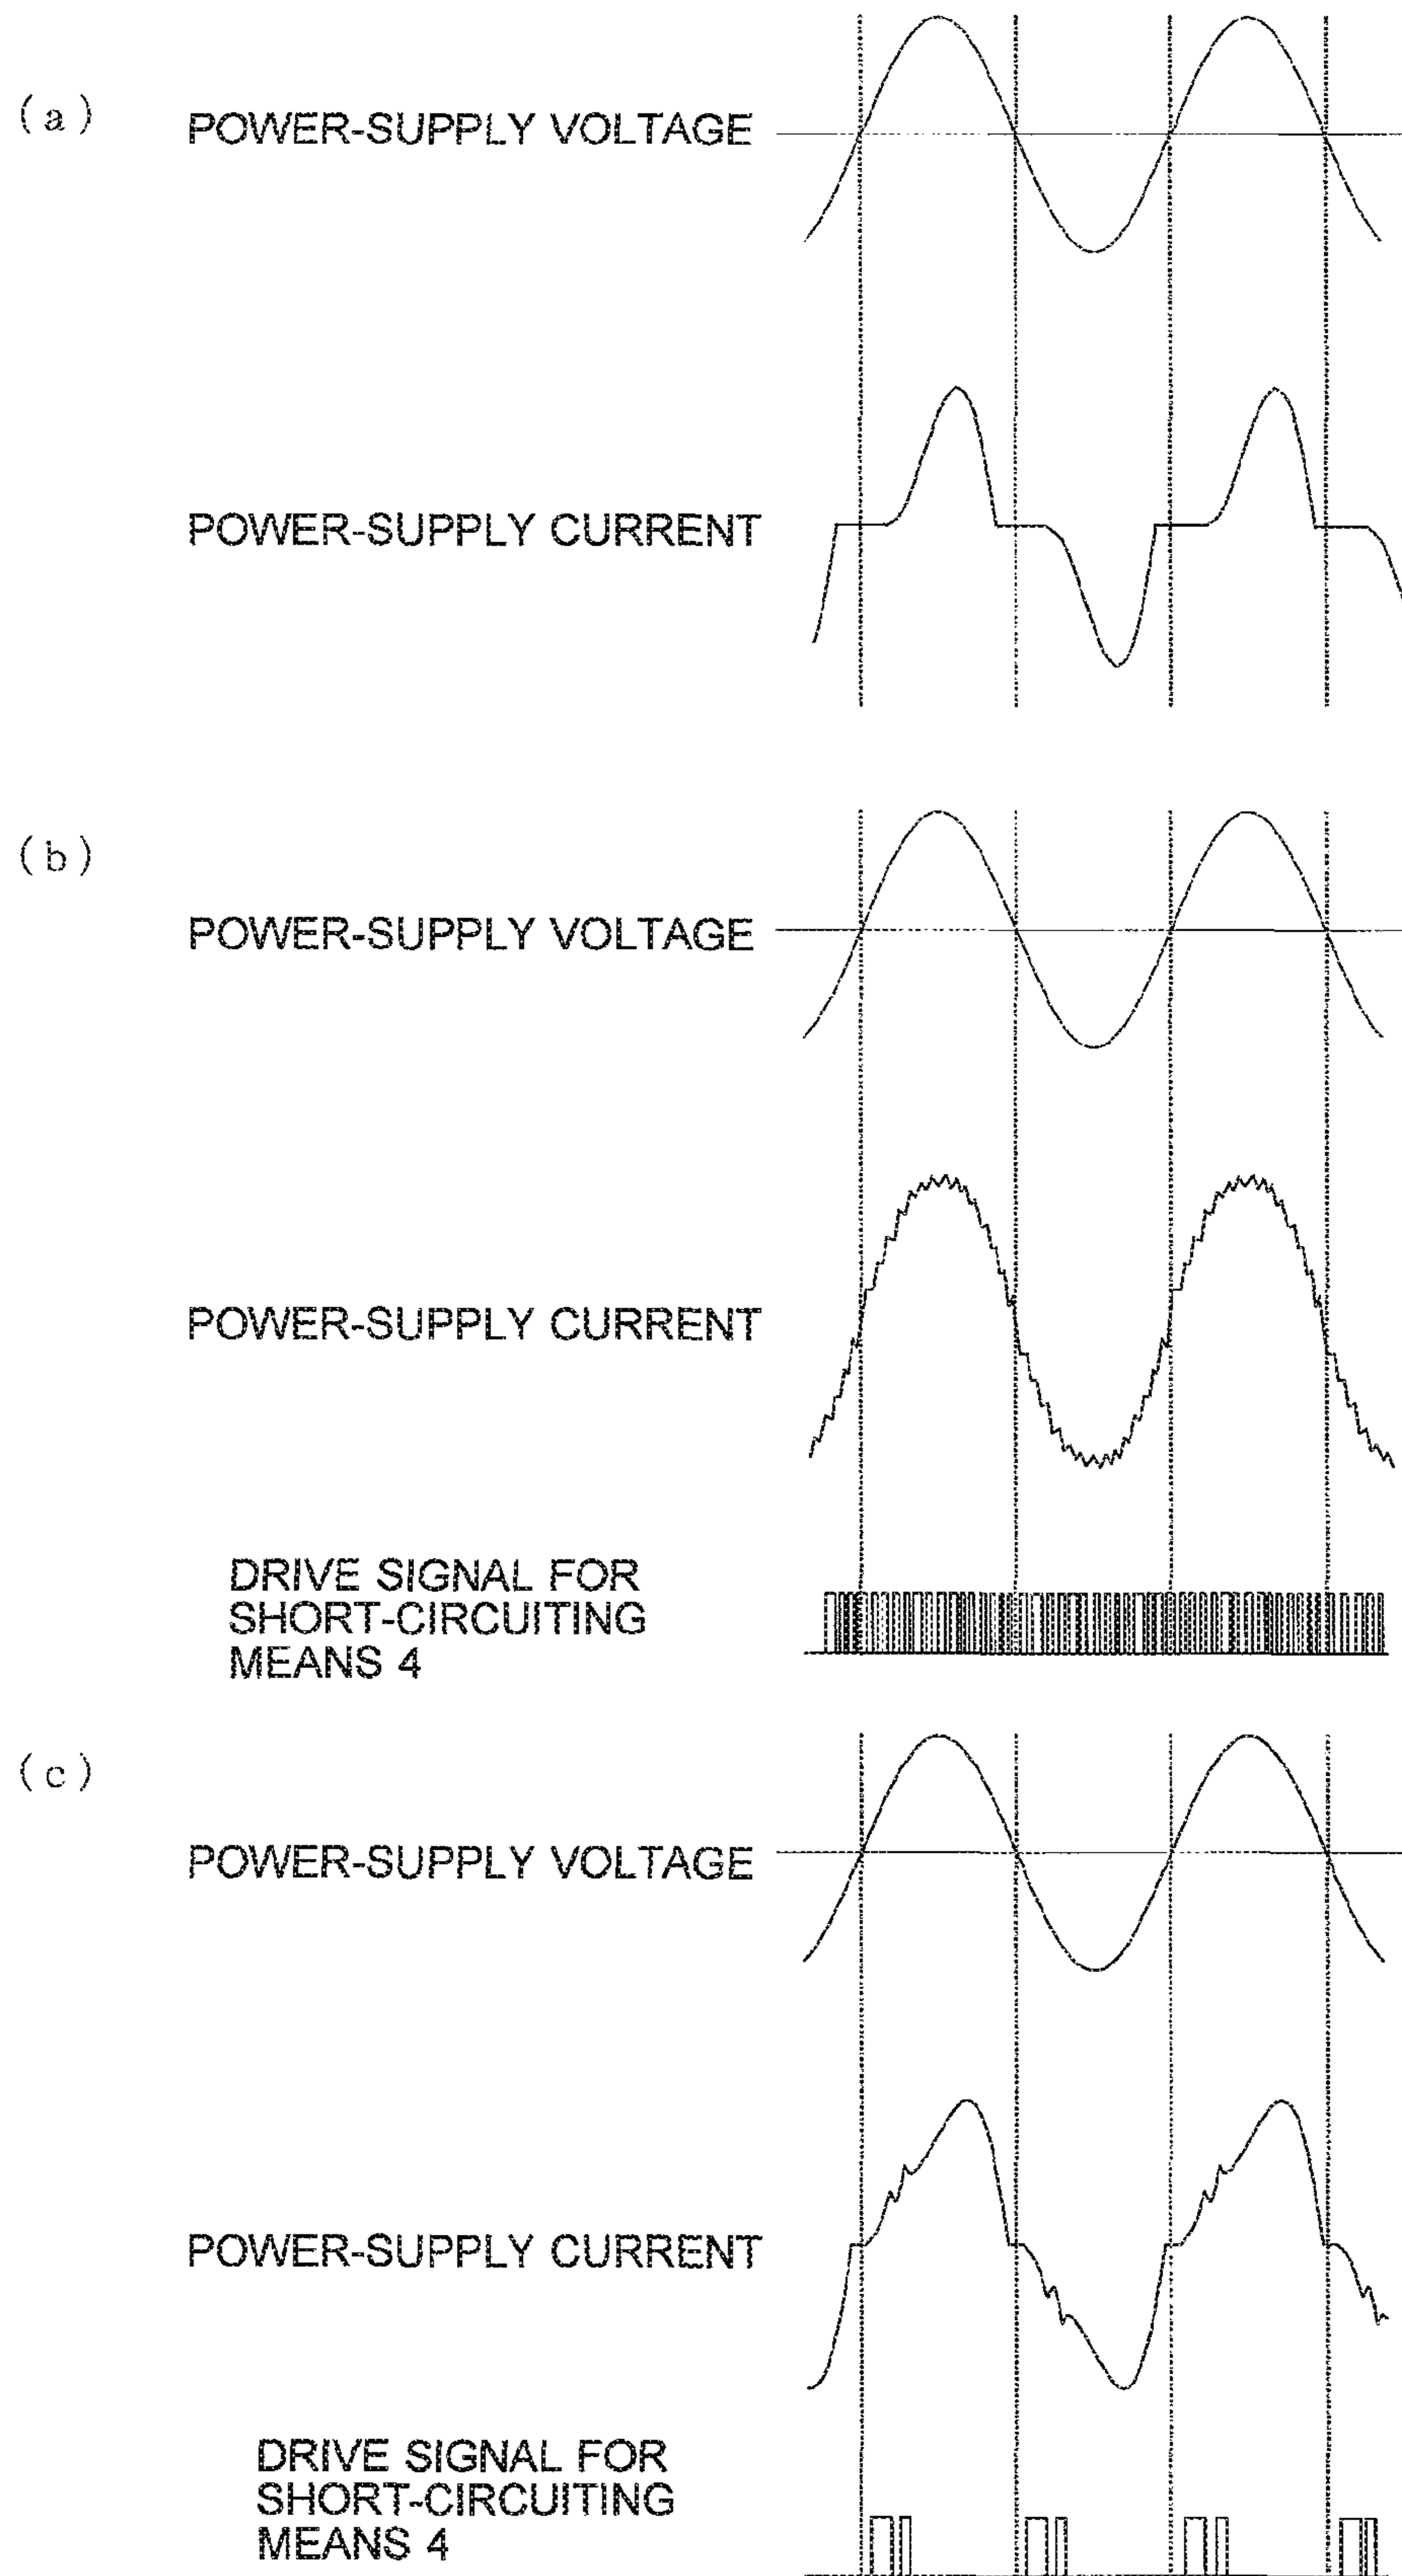 (a)
POWER-SUPPLY VOLTAGE
POWER-SUPPLY CURRENT
(b)
POWER-SUPPLY VOLTAGE
POWER-SUPPLY CURRENT
DRIVE SIGNAL FOR
SHORT-CIRCUITING
MEANS 4
(c)
POWER-SUPPLY VOLTAGE
POWER-SUPPLY CURRENT
DRIVE SIGNAL FOR
SHORT-CIRCUITING
MEANS 4